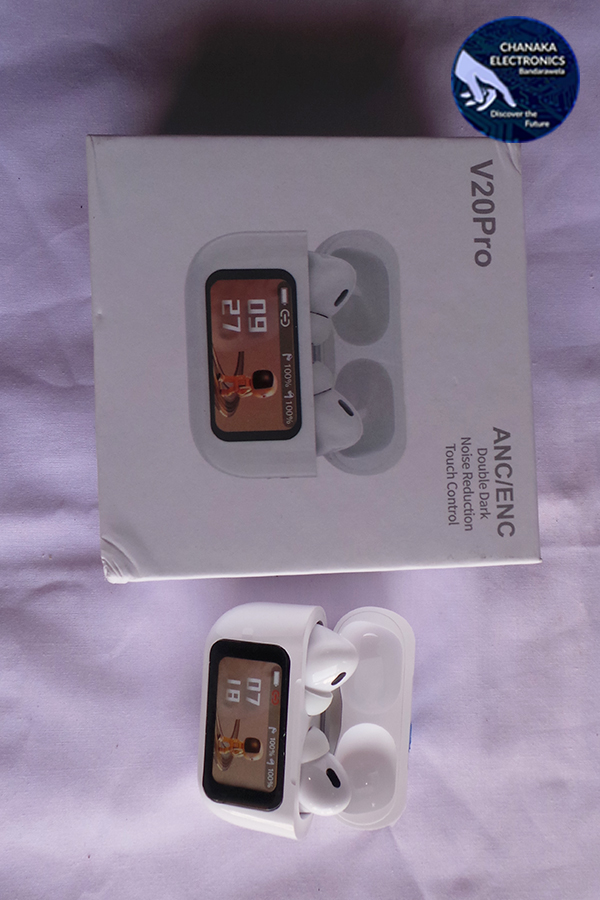 CHANAKA
ELECTRONICS
Bandarawela
Discover the
Future
V20Pro
09
27
100% 100%
ANC/ENC
Double Dark
Noise Reduction
Touch Control
07
18
100% 100%